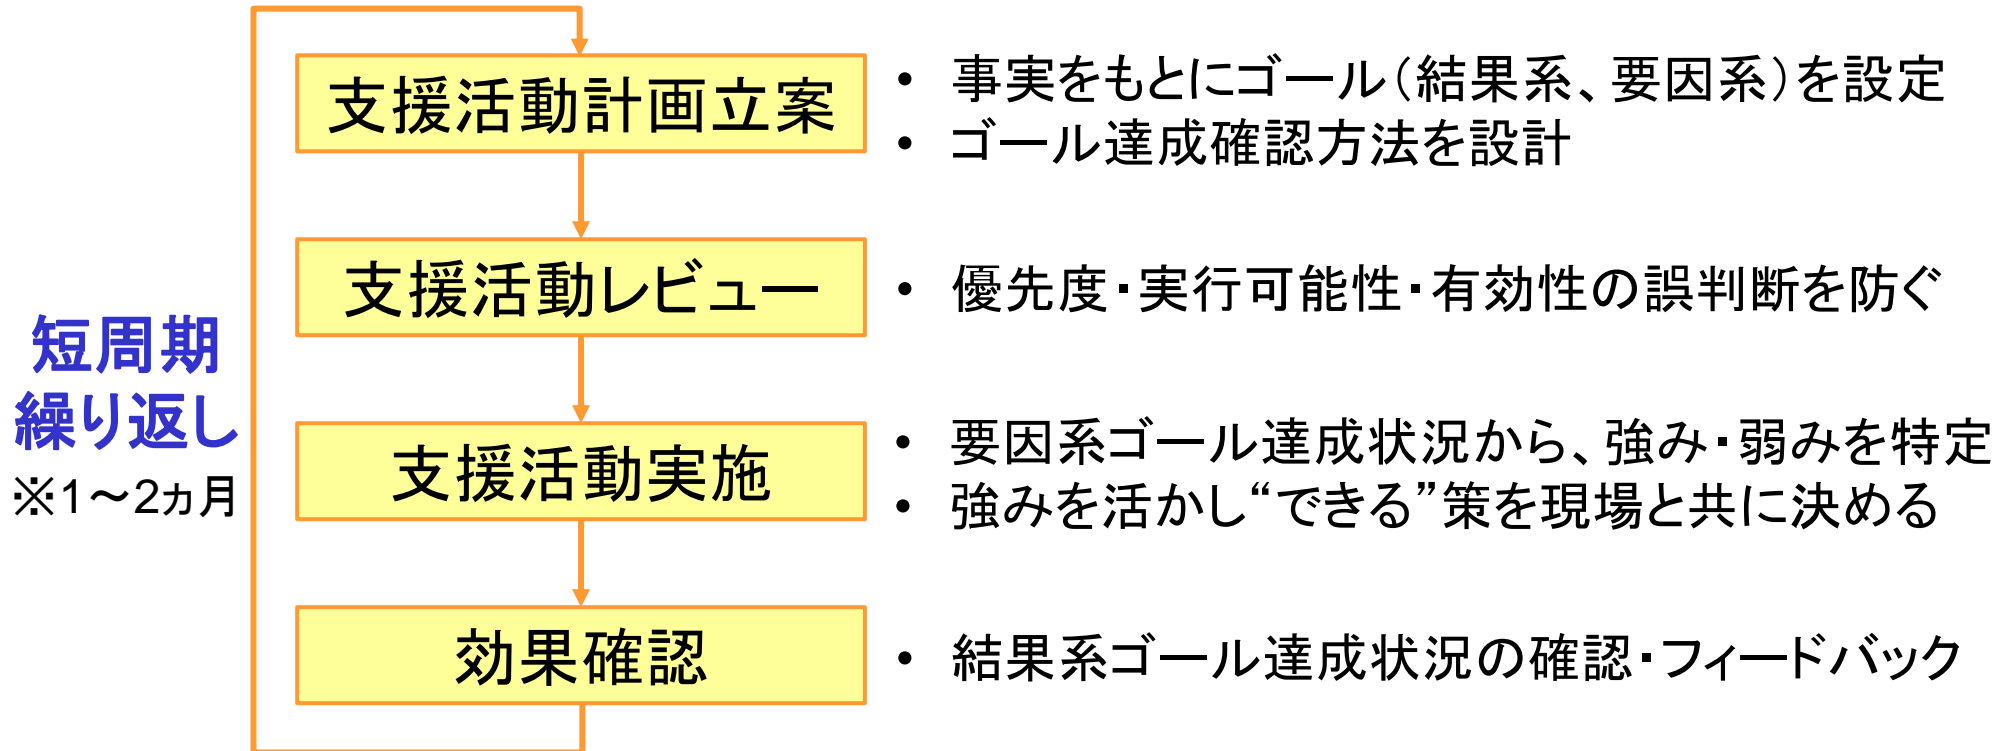 支援活動計画立案
• 事実をもとにゴール（結果系、要因系）を設定
• ゴール達成確認方法を設計
支援活動レビュー
• 優先度・実行可能性・有効性の誤判断を防ぐ
短周期
繰り返し
※1～2ヵ月
支援活動実施
• 要因系ゴール達成状況から、強み・弱みを特定
• 強みを活かし“できる”策を現場と共に決める
効果確認
• 結果系ゴール達成状況の確認・フィードバック